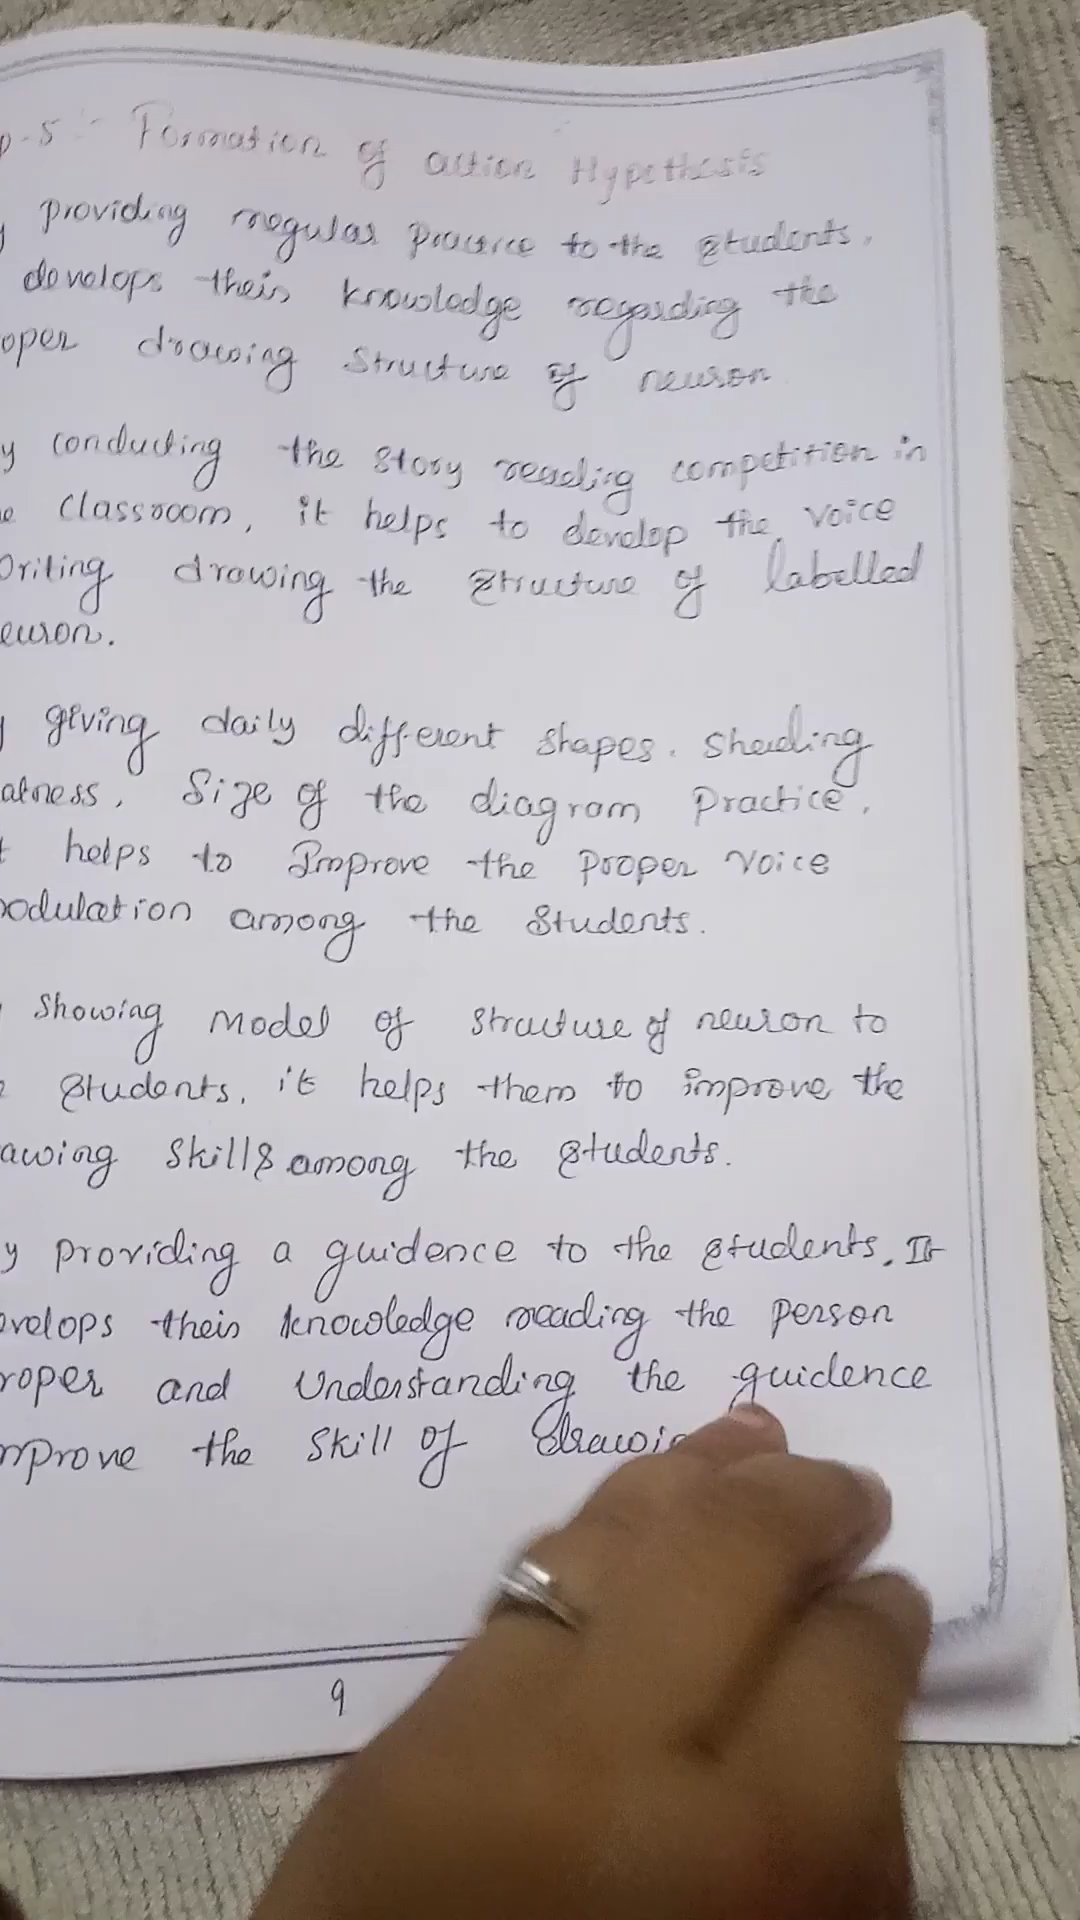 p-5 :- Formation of action Hypothesis
y providing regular practice to the students.
develops their knowledge regarding the
oper drawing structure of neuron
y conducting the story reading competition in
e classroom, it helps to develop the voice
writing drawing the structure of labelled
euron.
y giving daily different shapes. Sheading
atness, Size of the diagram Practice.
t helps to Improve the Proper Voice
odulation among the Students.
Showing Model of structure of neuron to
e Students, it helps them to improve the
awing Skills among the students.
y providing a guidence to the students. It
velops their knowledge reading the person
roper and Understanding the guidence
mprove the Skill of
9